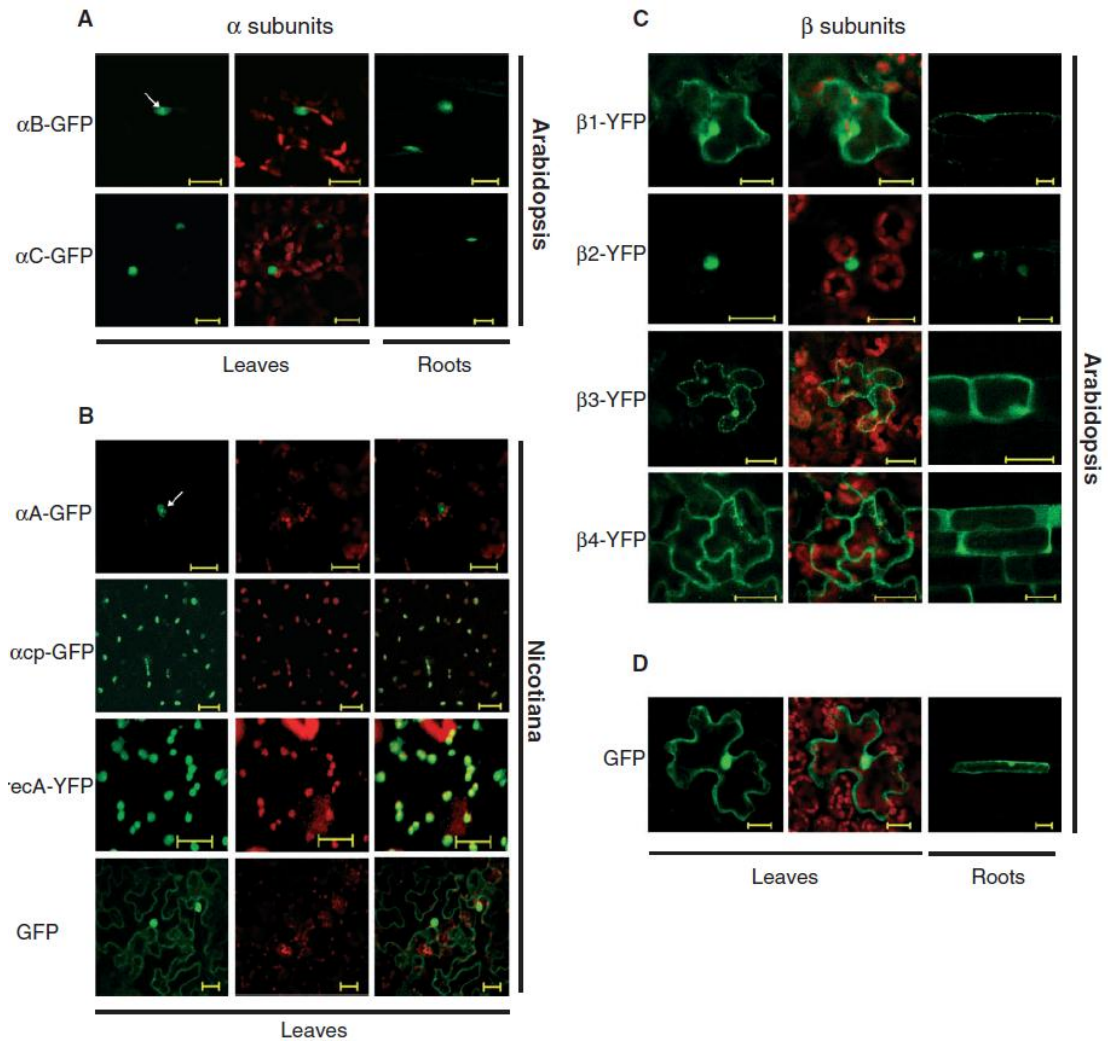 A
α subunits
αB-GFP
αC-GFP
Arabidopsis
Leaves
Roots
B
αA-GFP
αcp-GFP
recA-YFP
GFP
Nicotiana
Leaves
C
β subunits
β1-YFP
β2-YFP
β3-YFP
β4-YFP
Arabidopsis
D
GFP
Leaves
Roots